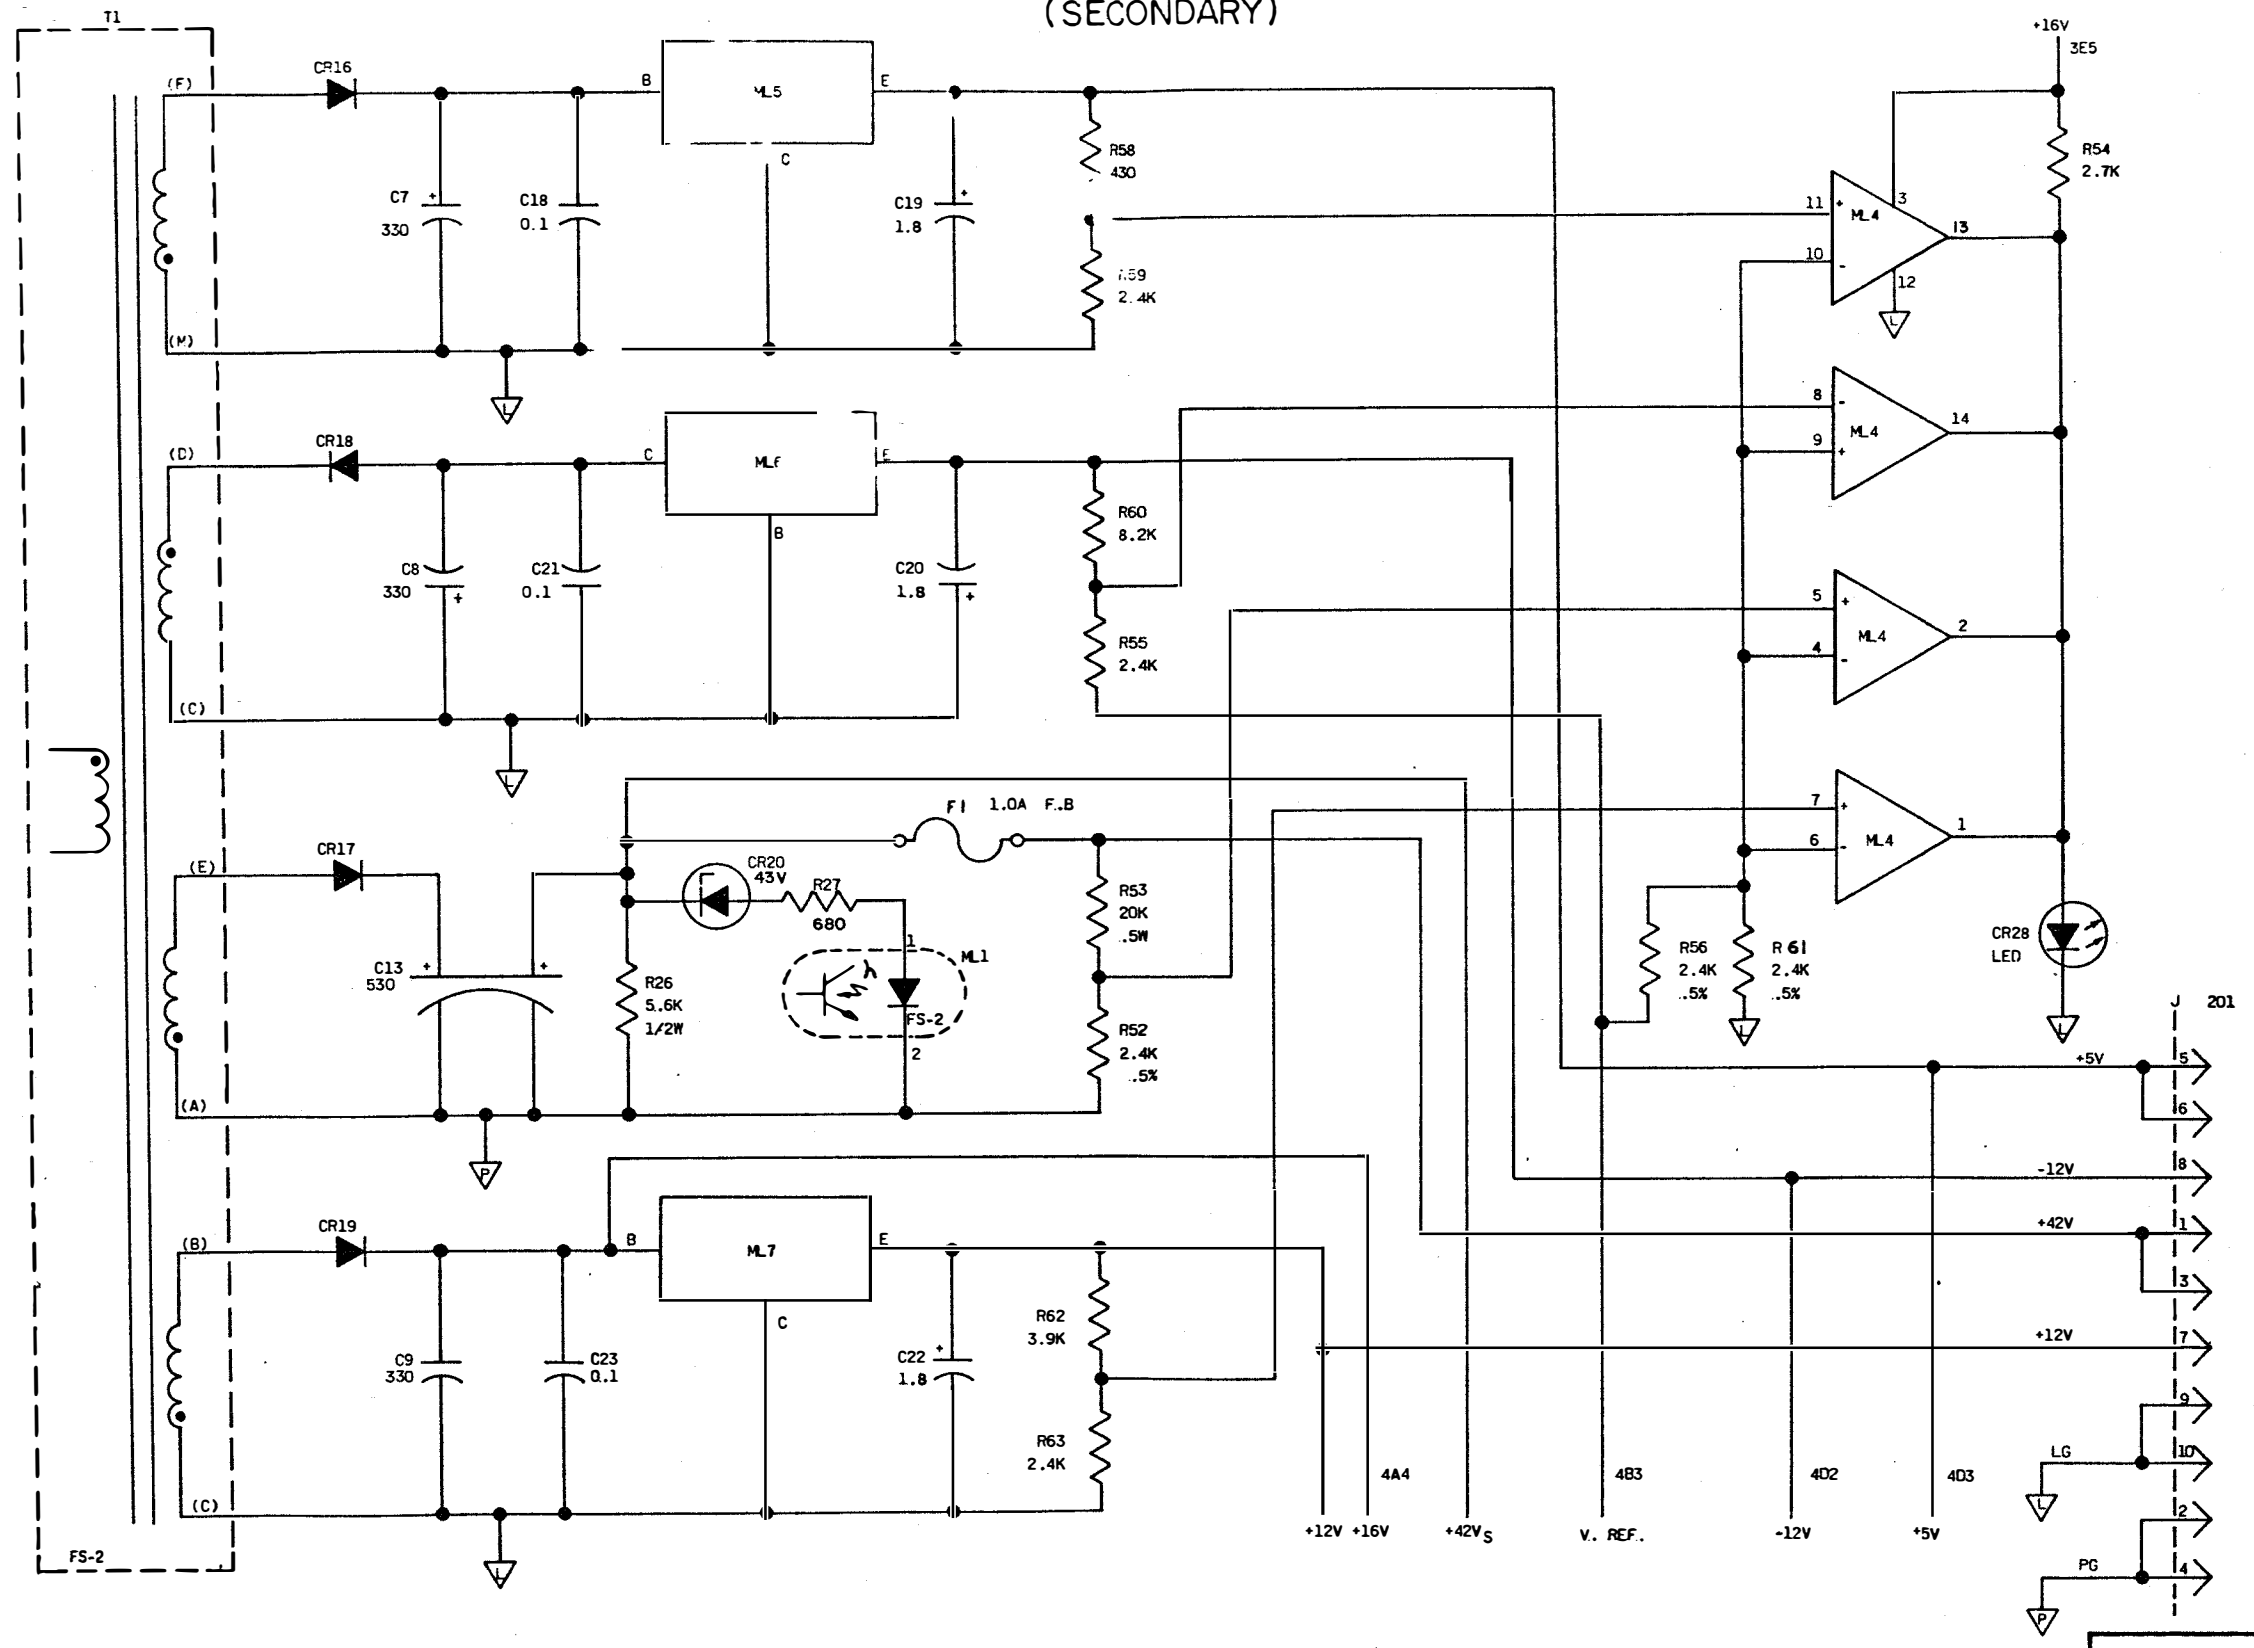 (SECONDARY)
T1
+16V
3E5
CR16
(F)
B
ML5
E
C
R58
430
R54
2.7K
C7
+
330
C18
0.1
C19
+
1.8
11
+
ML4
3
13
10
-
12
L
2.4K
(M)
L
CR18
(D)
C
E
B
8
-
ML4
14
9
+
R60
8.2K
C8
330
+
C21
0.1
C20
1.8
+
5
+
ML4
2
4
-
R55
2.4K
(C)
L
F1 1.0A F.B
7
+
ML4
1
6
-
CR17
(E)
CR20
43V
R27
680
R53
20K
.5W
1
ML1
CR28
LED
R56
2.4K
.5%
R61
2.4K
.5%
C13
530
+
+
R26
5.6K
1/2W
FS-2
2
R52
2.4K
.5%
L
L
J 201
+5V
5
6
(A)
P
-12V
8
CR19
(B)
B
ML7
E
C
+42V
1
3
R62
3.9K
+12V
7
C9
330
C23
0.1
C22
+
1.8
9
R63
2.4K
LG
10
L
4A4
4B3
4D2
4D3
(C)
L
+12V +16V
+42VS
V. REF.
-12V
+5V
2
FS-2
PG
4
P